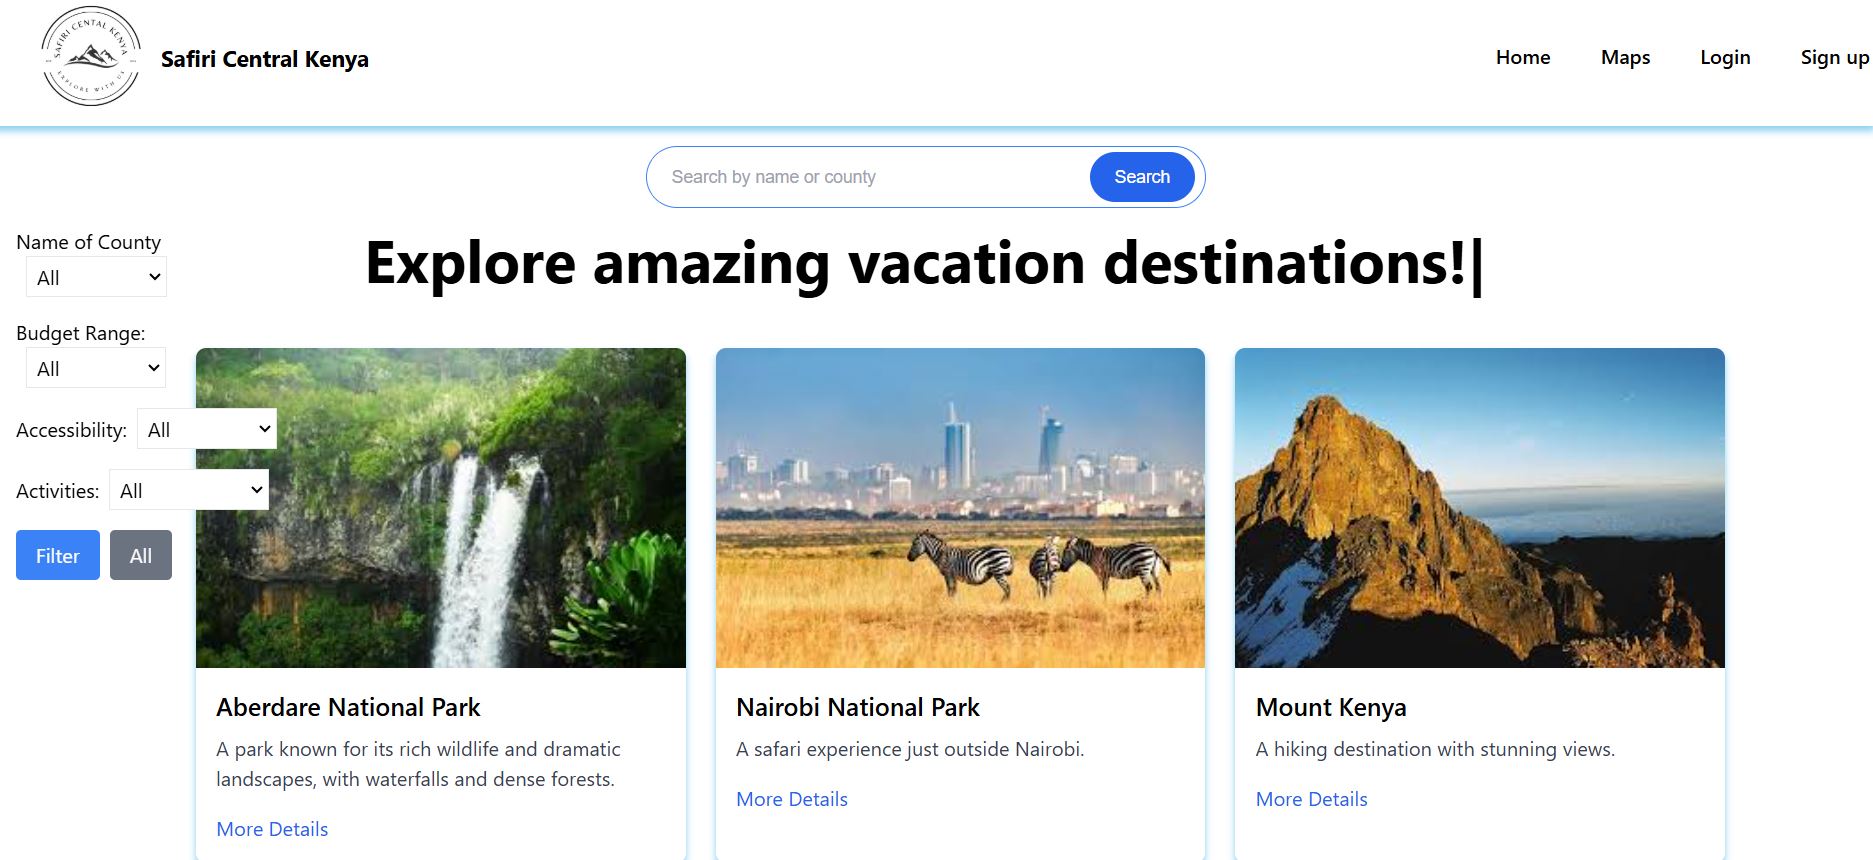 SAFIRI CENTAL KENYA
EXPLORE WITH US
Safiri Central Kenya
Home Maps Login Sign up
Search by name or county Search
Explore amazing vacation destinations!|
Name of County
All
Budget Range:
All
Accessibility: All
Activities: All
Filter All
Aberdare National Park
A park known for its rich wildlife and dramatic
landscapes, with waterfalls and dense forests.
More Details
Nairobi National Park
A safari experience just outside Nairobi.
More Details
Mount Kenya
A hiking destination with stunning views.
More Details